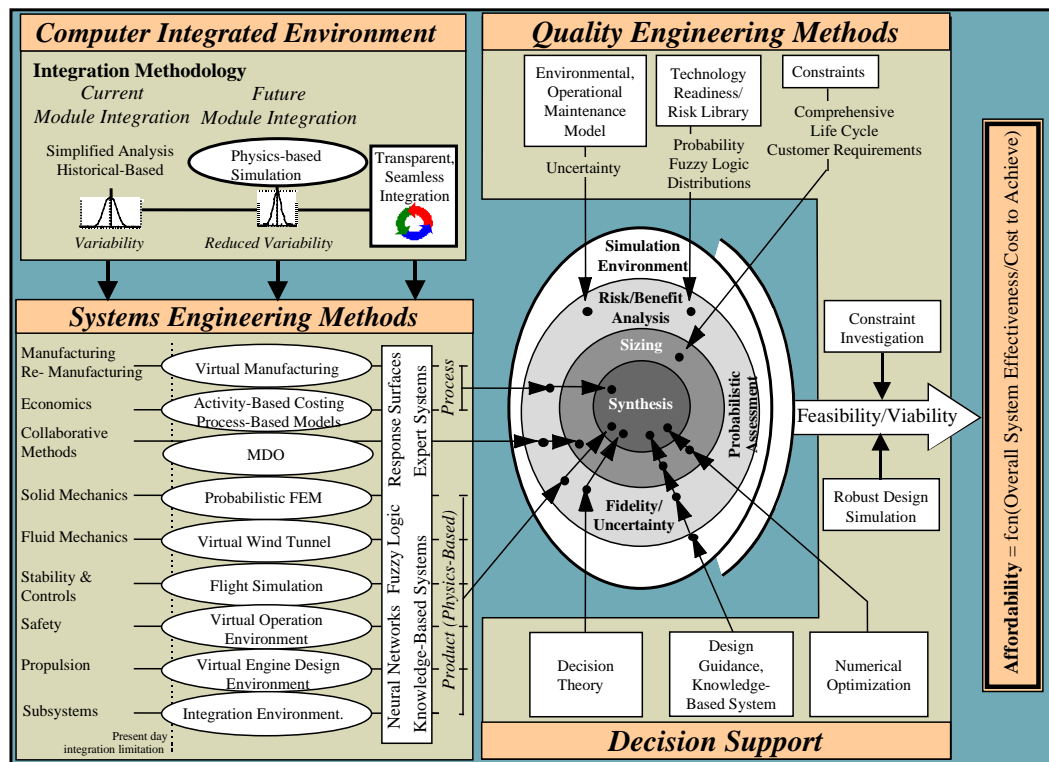 Computer Integrated Environment
Integration Methodology
Current
Module Integration
Future
Module Integration
Simplified Analysis
Historical-Based
Physics-based
Simulation
Transparent,
Seamless
Integration
Variability
Reduced Variability
Quality Engineering Methods
Environmental,
Operational
Maintenance
Model
Uncertainty
Technology
Readiness/
Risk Library
Probability
Fuzzy Logic
Distributions
Constraints
Comprehensive
Life Cycle
Customer Requirements
Systems Engineering Methods
Manufacturing
Re- Manufacturing
Economics
Collaborative
Methods
Solid Mechanics
Fluid Mechanics
Stability &
Controls
Safety
Propulsion
Subsystems
Present day
integration limitation
Virtual Manufacturing
Activity-Based Costing
Process-Based Models
MDO
Probabilistic FEM
Virtual Wind Tunnel
Flight Simulation
Virtual Operation
Environment
Virtual Engine Design
Environment
Integration Environment.
Neural Networks Fuzzy Logic Response Surfaces
Knowledge-Based Systems Expert Systems
Process
Product (Physics-Based)
Simulation
Environment
Risk/Benefit
Analysis
Sizing
Synthesis
Probabilistic
Assessment
Fidelity/
Uncertainty
Constraint
Investigation
Feasibility/Viability
Robust Design
Simulation
Affordability = fcn(Overall System Effectiveness/Cost to Achieve)
Decision
Theory
Design
Guidance,
Knowledge-
Based System
Numerical
Optimization
Decision Support